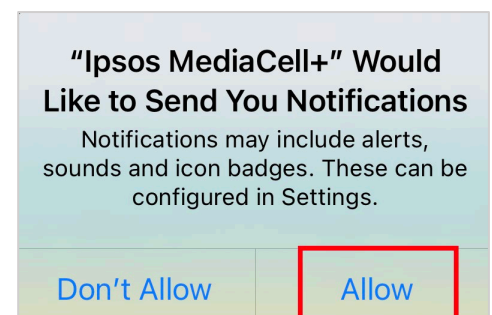 “Ipsos MediaCell+” Would
Like to Send You Notifications
Notifications may include alerts,
sounds and icon badges. These can be
configured in Settings.
Don’t Allow
Allow